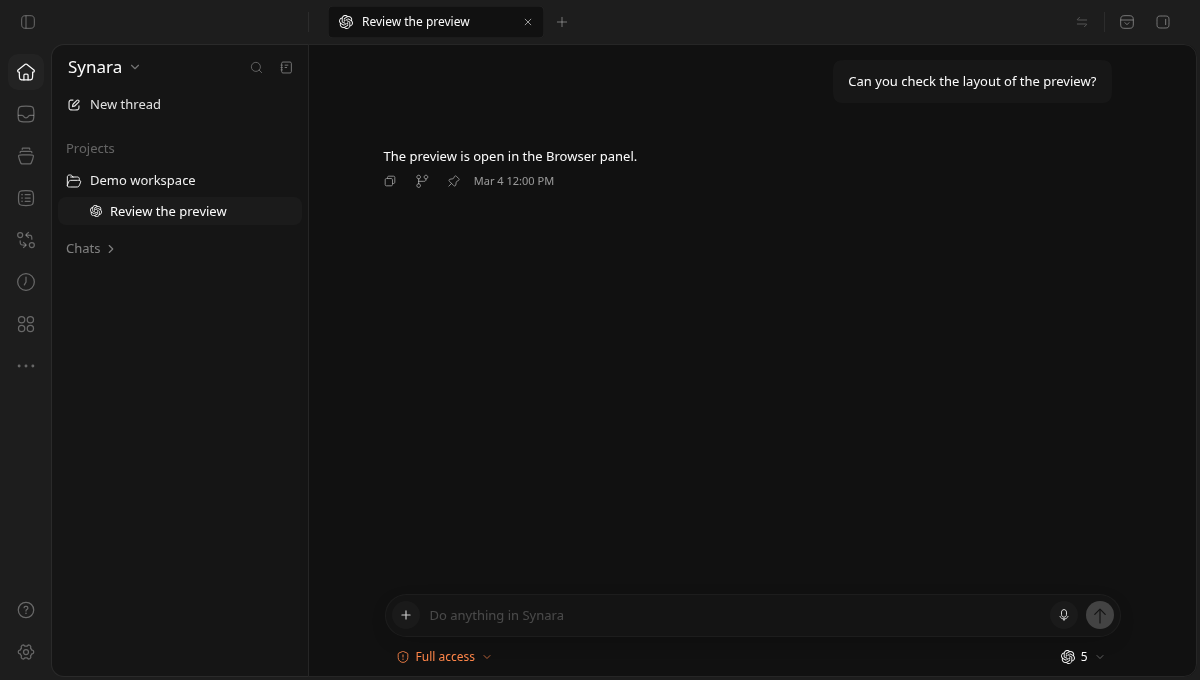 Review the preview
Synara
New thread
Projects
Demo workspace
Review the preview
Chats
Can you check the layout of the preview?
The preview is open in the Browser panel.
Mar 4 12:00 PM
Do anything in Synara
Full access
5